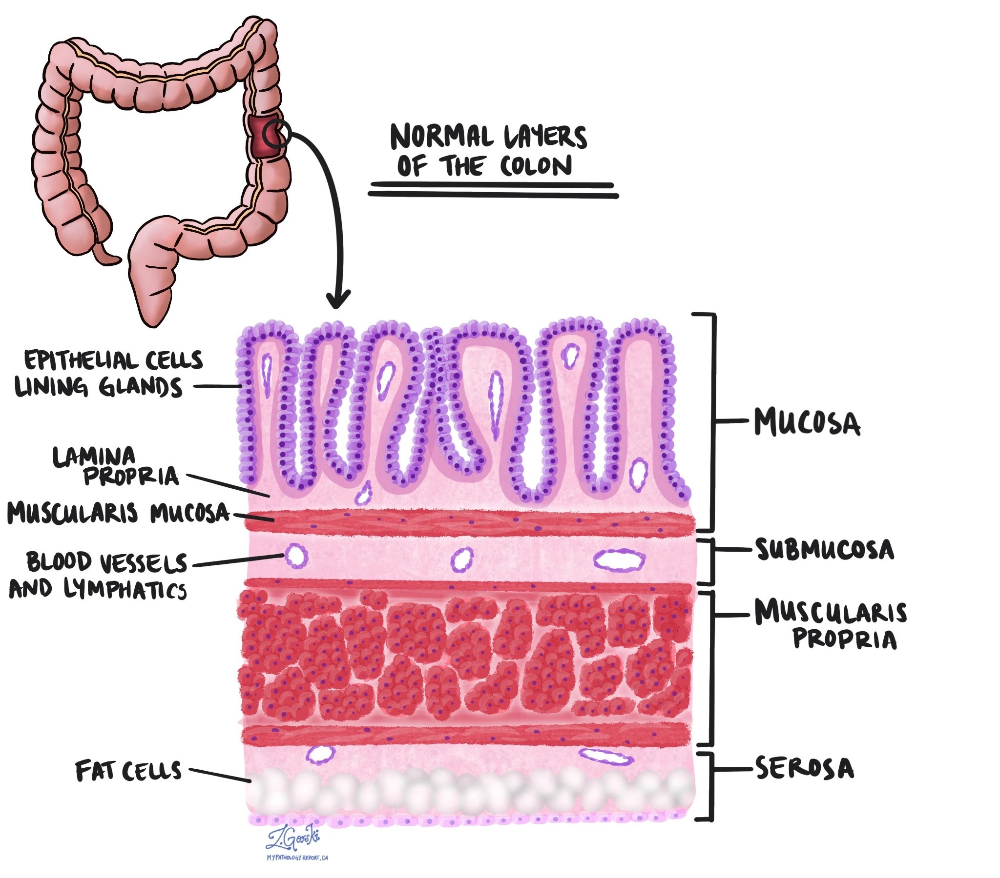 NORMAL LAYERS
OF THE COLON
EPITHELIAL CELLS
LINING GLANDS
LAMINA
PROPRIA
MUSCULARIS MUCOSA
BLOOD VESSELS
AND LYMPHATICS
FAT CELLS
MUCOSA
SUBMUCOSA
MUSCULARIS
PROPRIA
SEROSA
Z.Gorski
MYPATHOLOGYREPORT.CA